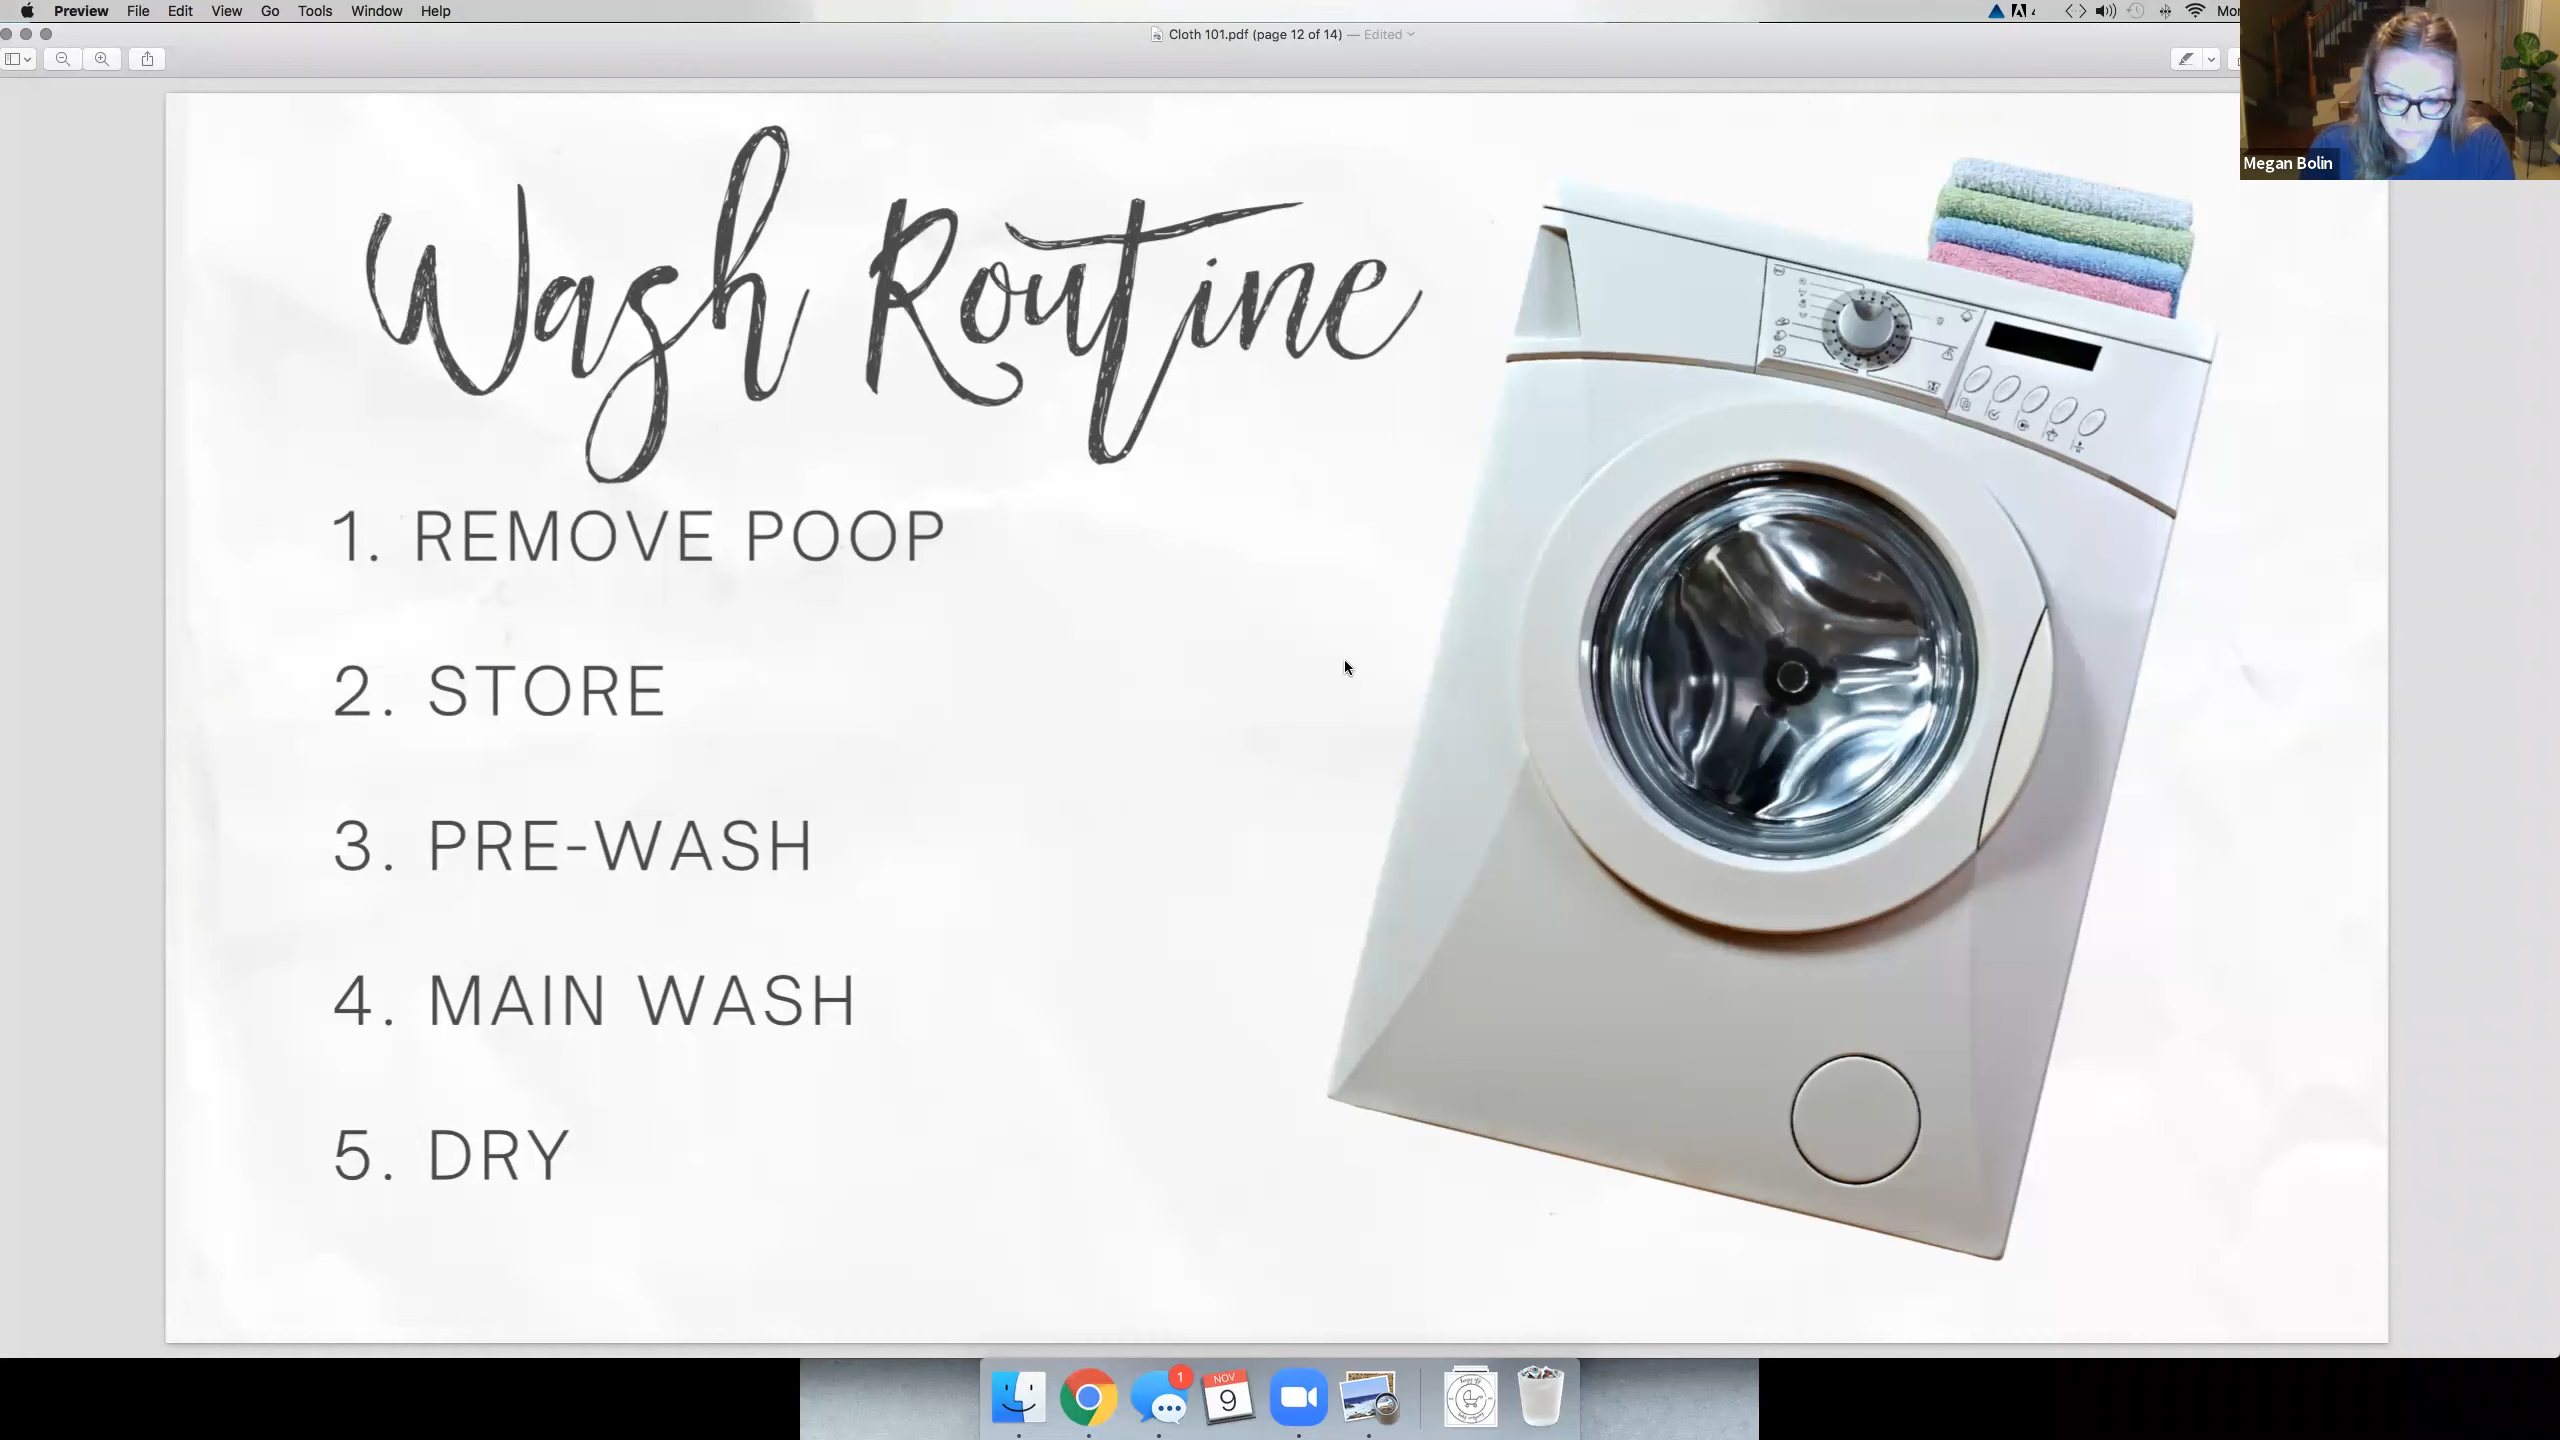 Preview File Edit View Go Tools Window Help
Cloth 101.pdf (page 12 of 14) — Edited
Megan Bolin
Wash Routine
1. REMOVE POOP
2. STORE
3. PRE-WASH
4. MAIN WASH
5. DRY
1
NOV
9